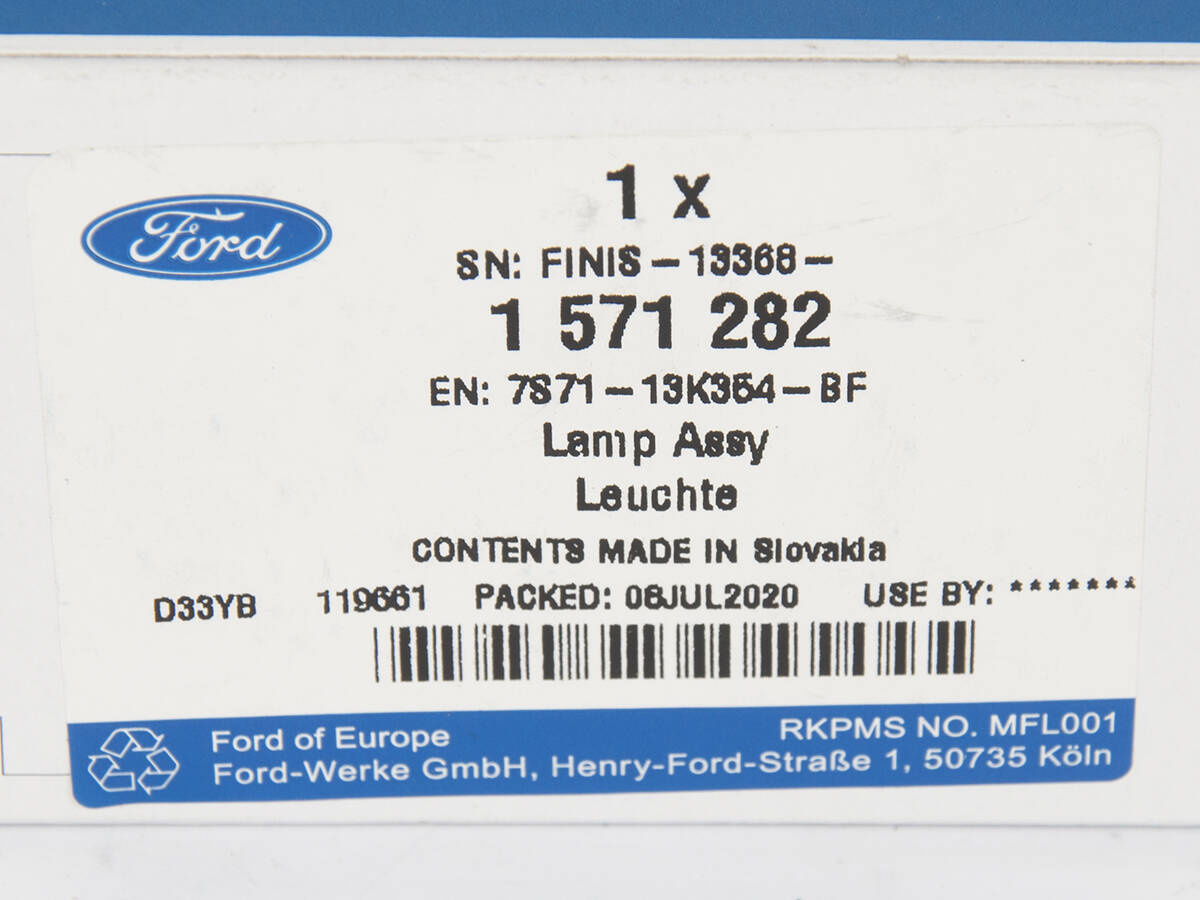 Ford
1 x
SN: FINIS-13368-
1 571 282
EN: 7S71-13K354-BF
Lamp Assy
Leuchte
CONTENTS MADE IN Slovakia
D33YB 119661 PACKED: 06JUL2020 USE BY: *******
Ford of Europe RKPMS NO. MFL001
Ford-Werke GmbH, Henry-Ford-Straße 1, 50735 Köln